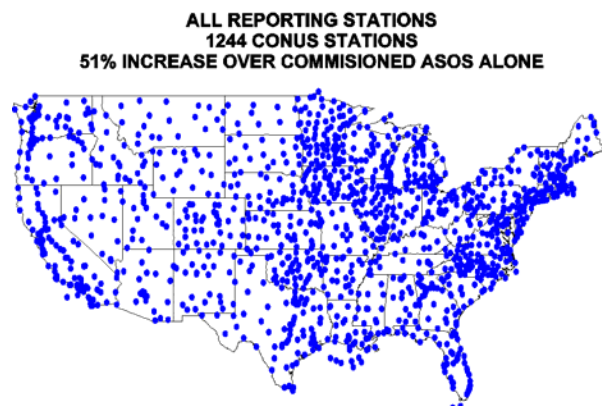 ALL REPORTING STATIONS
1244 CONUS STATIONS
51% INCREASE OVER COMMISIONED ASOS ALONE